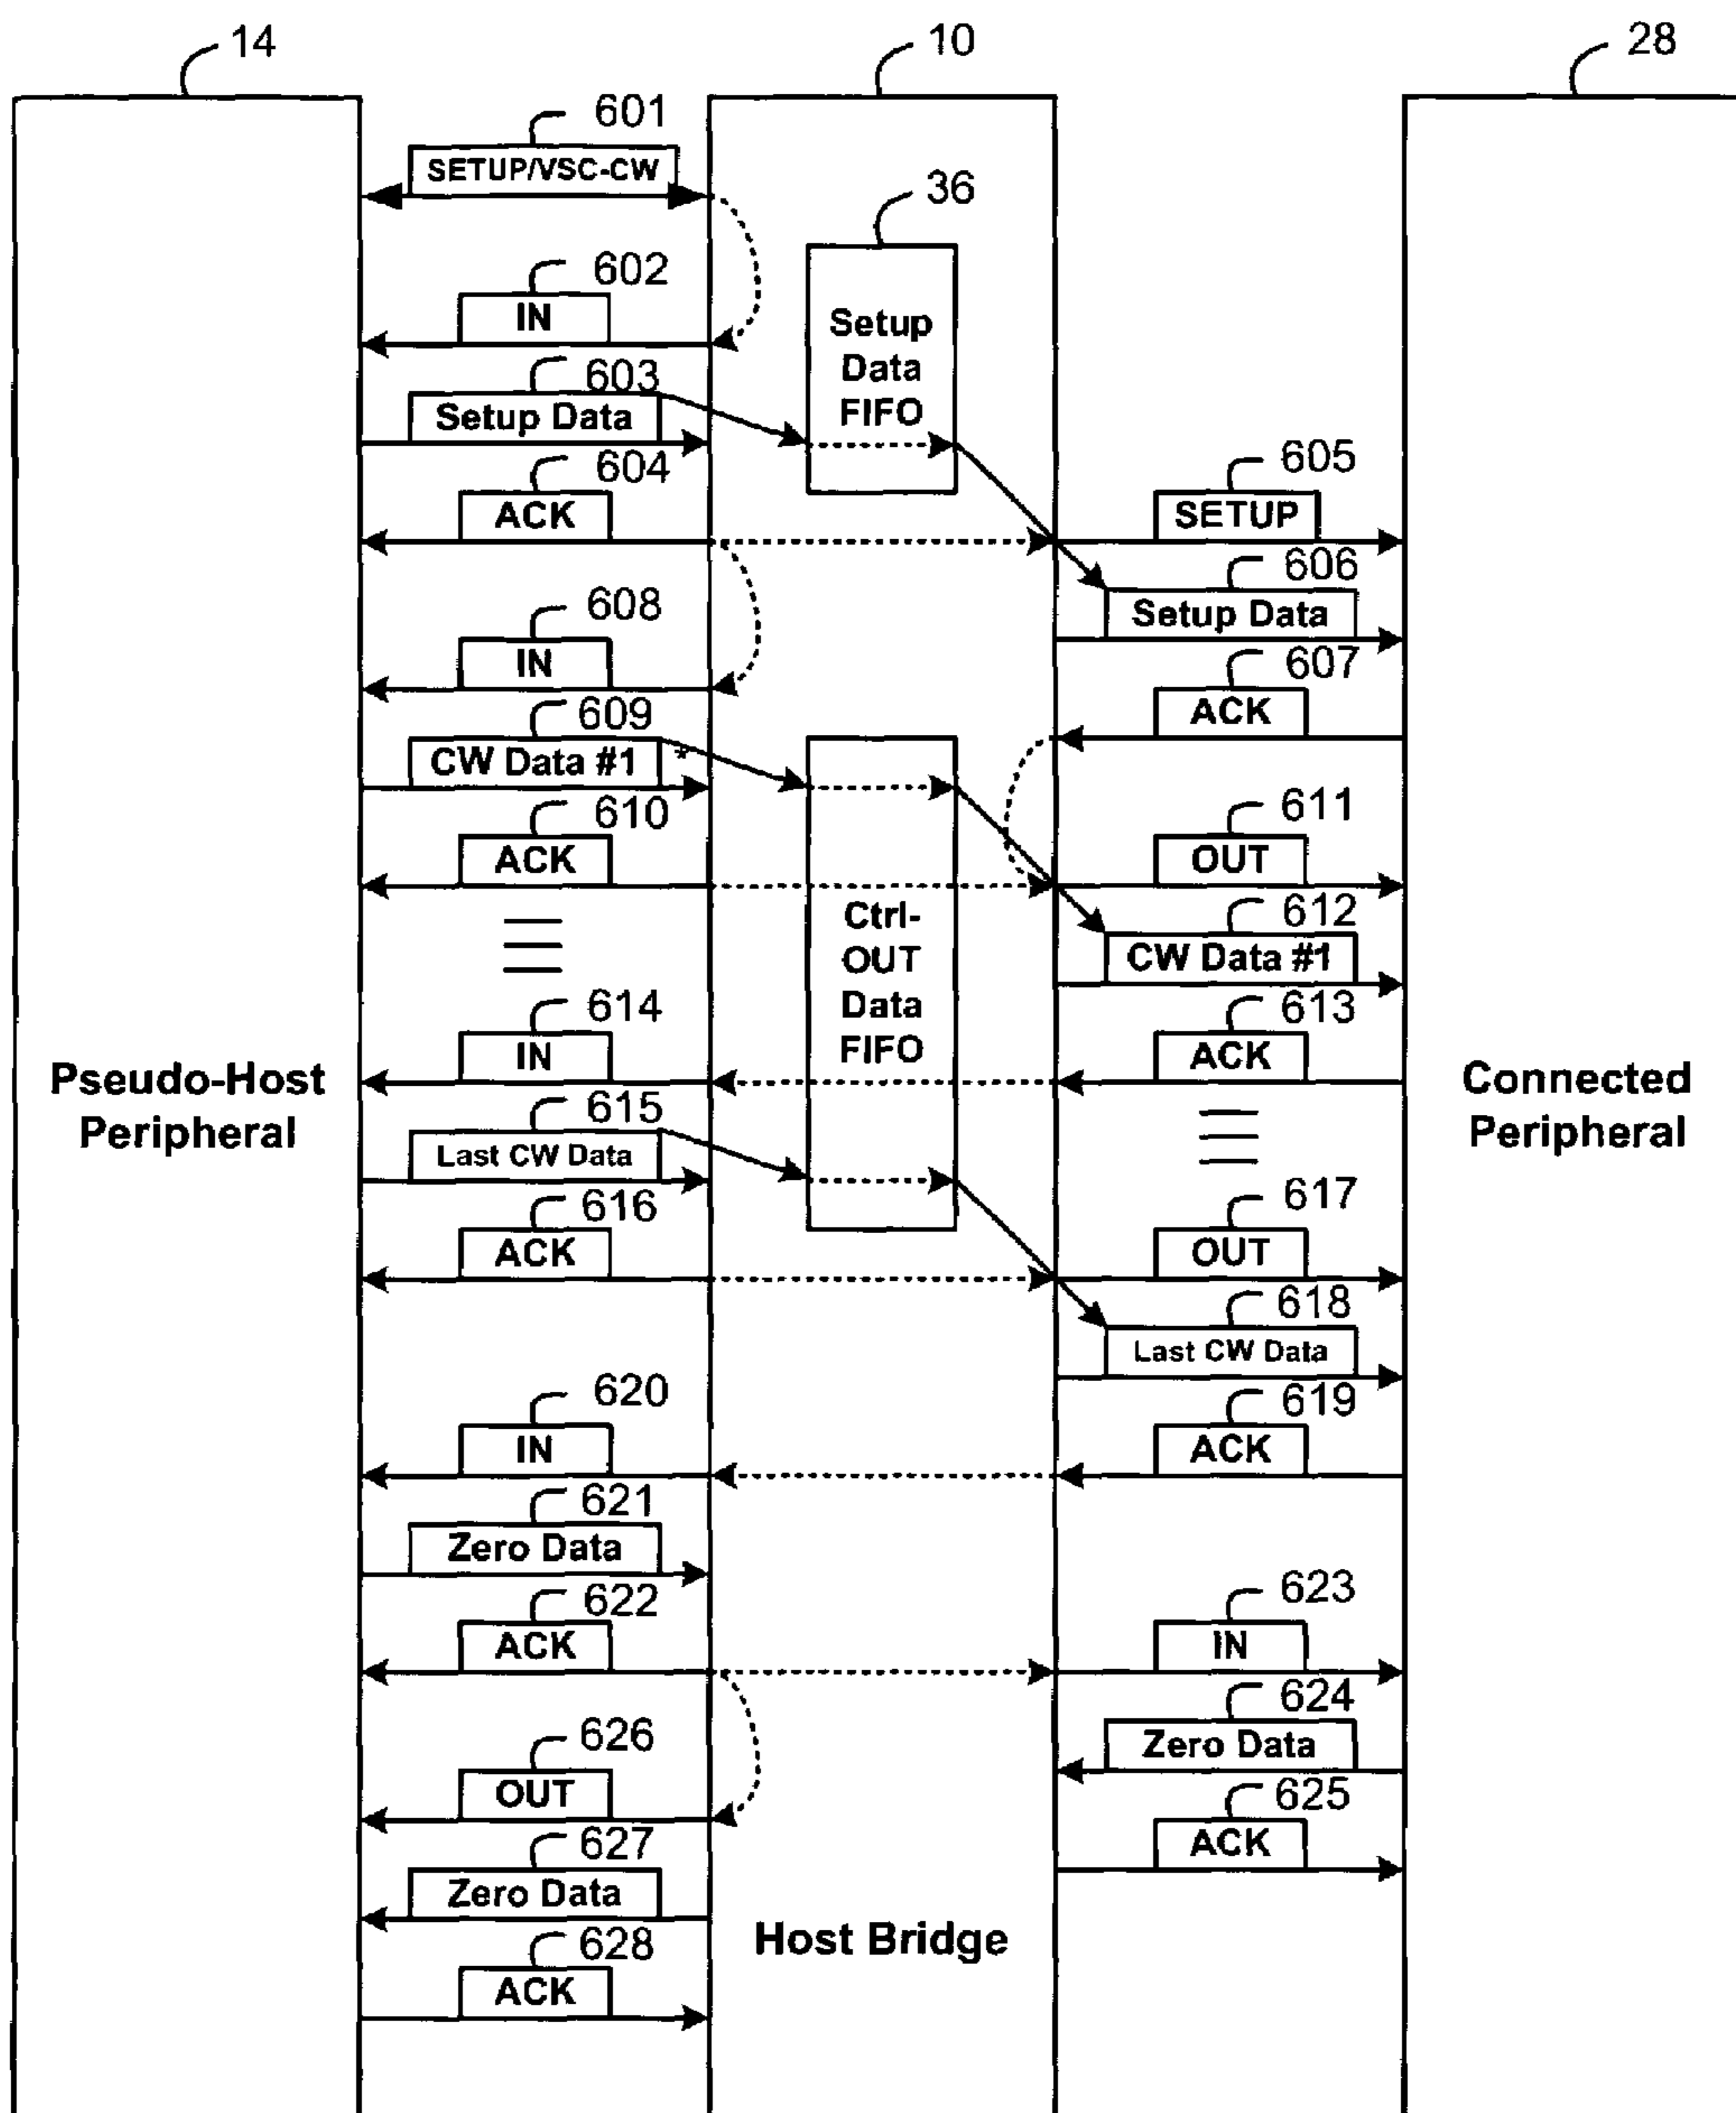 14
10
28
601
SETUP/VSC-CW
36
602
IN
Setup
Data
FIFO
603
Setup Data
604
ACK
605
SETUP
606
Setup Data
608
IN
607
ACK
609
CW Data #1
*
610
ACK
611
OUT
Ctrl-
OUT
Data
FIFO
612
CW Data #1
614
IN
613
ACK
Pseudo-Host
Peripheral
Connected
Peripheral
615
Last CW Data
616
ACK
617
OUT
618
Last CW Data
620
IN
619
ACK
621
Zero Data
622
ACK
623
IN
624
Zero Data
626
OUT
625
ACK
627
Zero Data
Host Bridge
628
ACK